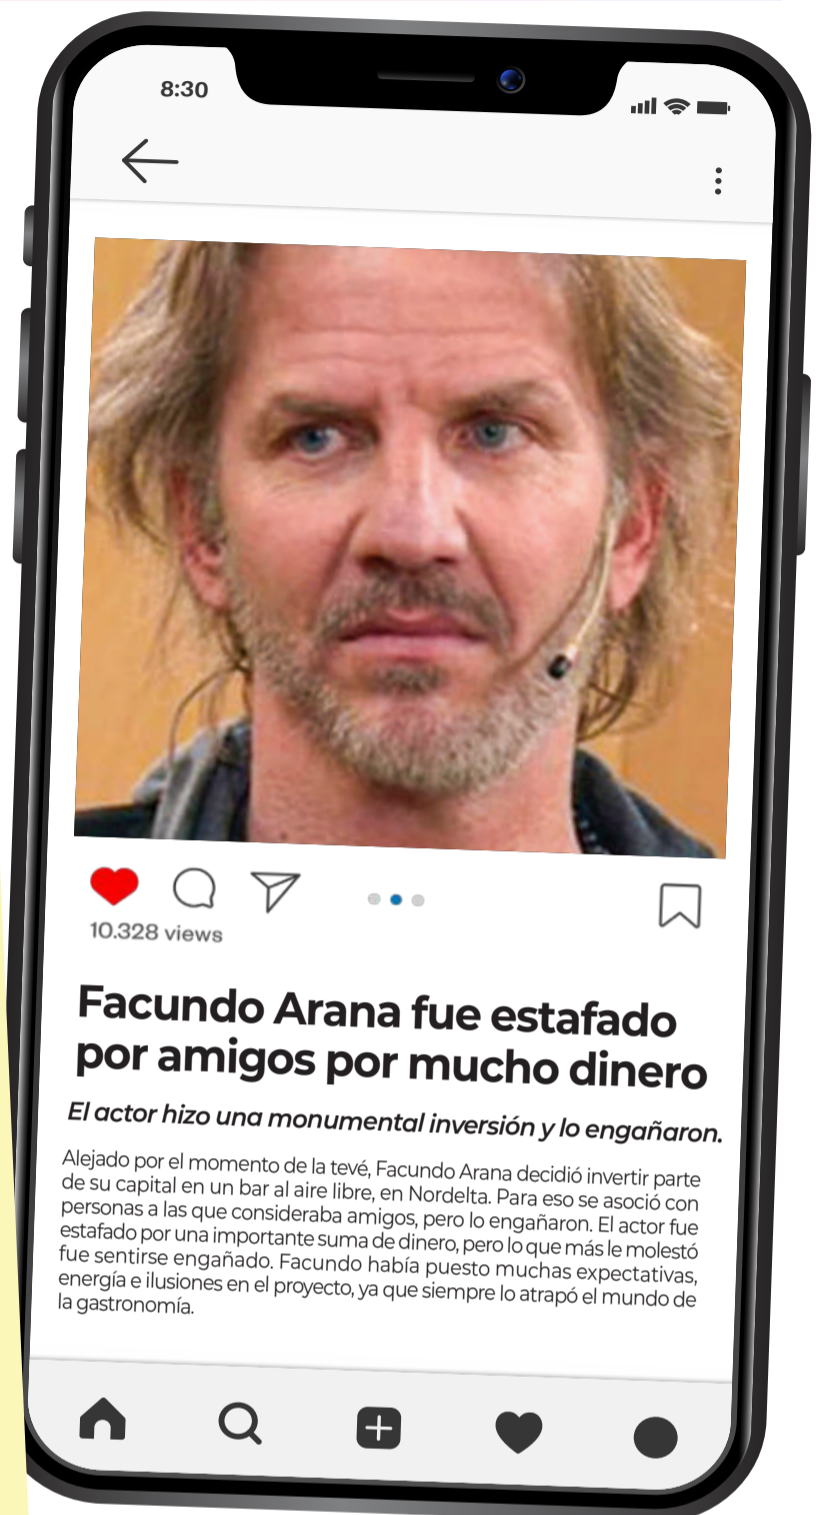 8:30
10.328 views
Facundo Arana fue estafado
por amigos por mucho dinero
El actor hizo una monumental inversión y lo engañaron.
Alejado por el momento de la tevé, Facundo Arana decidió invertir parte
de su capital en un bar al aire libre, en Nordelta. Para eso se asoció con
personas a las que consideraba amigos, pero lo engañaron. El actor fue
estafado por una importante suma de dinero, pero lo que más le molestó
fue sentirse engañado. Facundo había puesto muchas expectativas,
energía e ilusiones en el proyecto, ya que siempre lo atrapó el mundo de
la gastronomía.